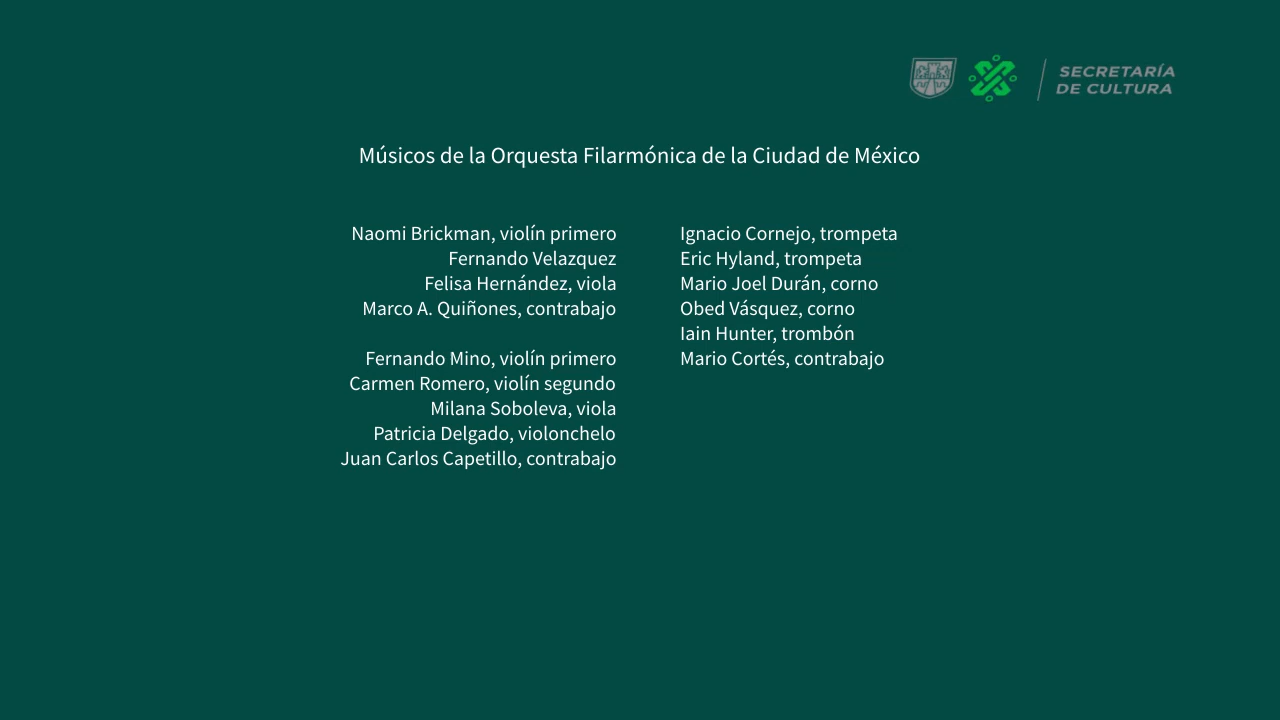 SECRETARÍA
DE CULTURA
Músicos de la Orquesta Filarmónica de la Ciudad de México
Naomi Brickman, violín primero
Fernando Velazquez
Felisa Hernández, viola
Marco A. Quiñones, contrabajo
Fernando Mino, violín primero
Carmen Romero, violín segundo
Milana Soboleva, viola
Patricia Delgado, violonchelo
Juan Carlos Capetillo, contrabajo
Ignacio Cornejo, trompeta
Eric Hyland, trompeta
Mario Joel Durán, corno
Obed Vásquez, corno
Iain Hunter, trombón
Mario Cortés, contrabajo